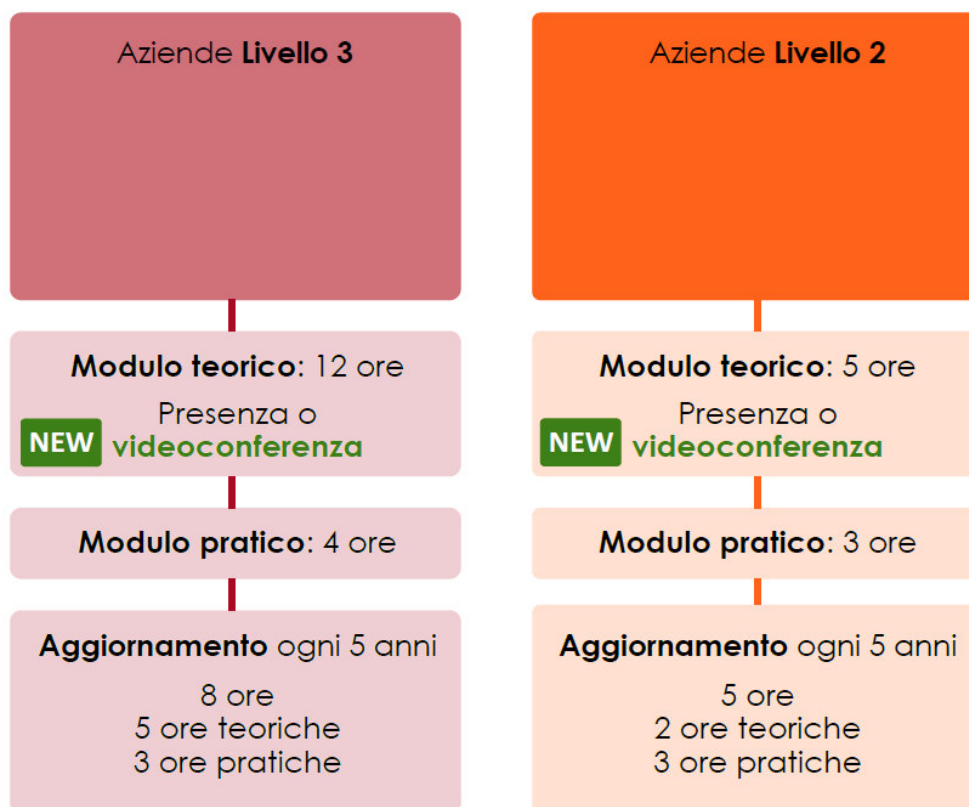 Aziende Livello 3
Modulo teorico: 12 ore
Presenza o
NEW videoconferenza
Modulo pratico: 4 ore
Aggiornamento ogni 5 anni
8 ore
5 ore teoriche
3 ore pratiche
Aziende Livello 2
Modulo teorico: 5 ore
Presenza o
NEW videoconferenza
Modulo pratico: 3 ore
Aggiornamento ogni 5 anni
5 ore
2 ore teoriche
3 ore pratiche